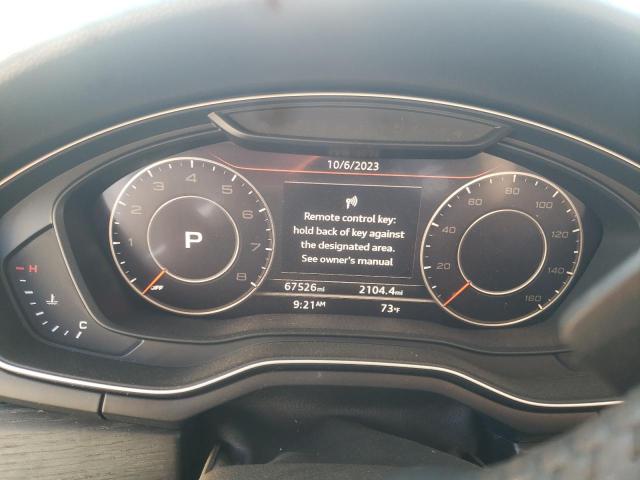 10/6/2023
Remote control key:
hold back of key against
the designated area.
See owner's manual
1 2 3 4 5 6 7 8
P
OFF
20 40 60 80 100 120 140 160
67526mi 2104.4mi
9:21AM 73°F
H
C